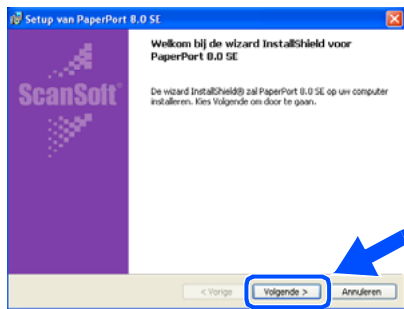 Setup van PaperPort 8.0 SE
ScanSoft®
Welkom bij de wizard InstallShield voor
PaperPort 8.0 SE
De wizard InstallShield® zal PaperPort 8.0 SE op uw computer
installeren. Kies Volgende om door te gaan.
< Vorige
Volgende >
Annuleren